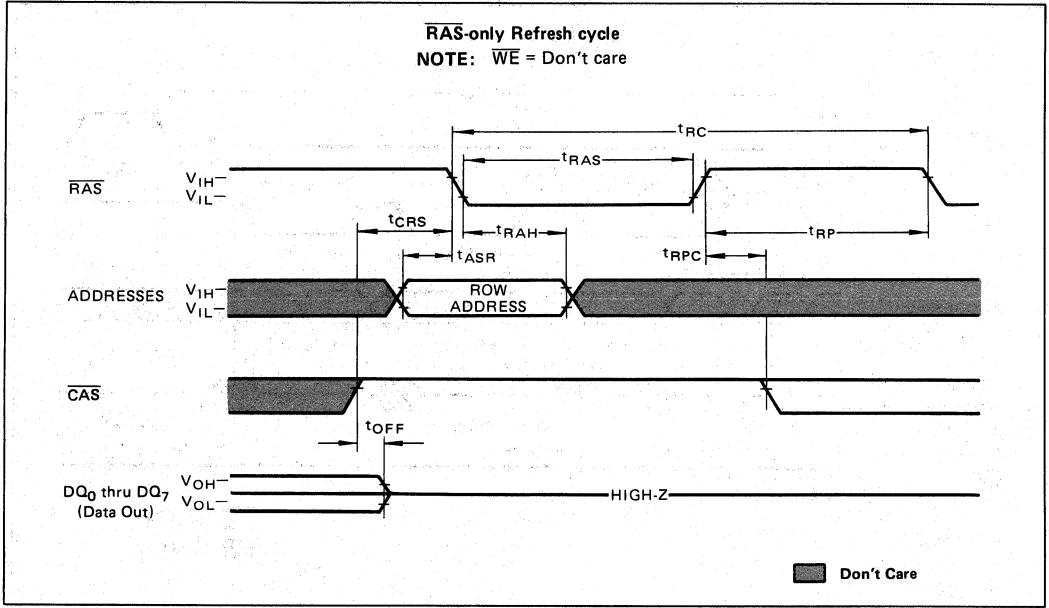 RAS-only Refresh cycle
NOTE: WE = Don't care
tRC
tRAS
RAS
VIH
VIL
tCRS
tRAH
tRP
tASR
tRPC
ADDRESSES
VIH
VIL
ROW
ADDRESS
CAS
tOFF
DQ0 thru DQ7
(Data Out)
VOH
VOL
HIGH-Z
Don't Care